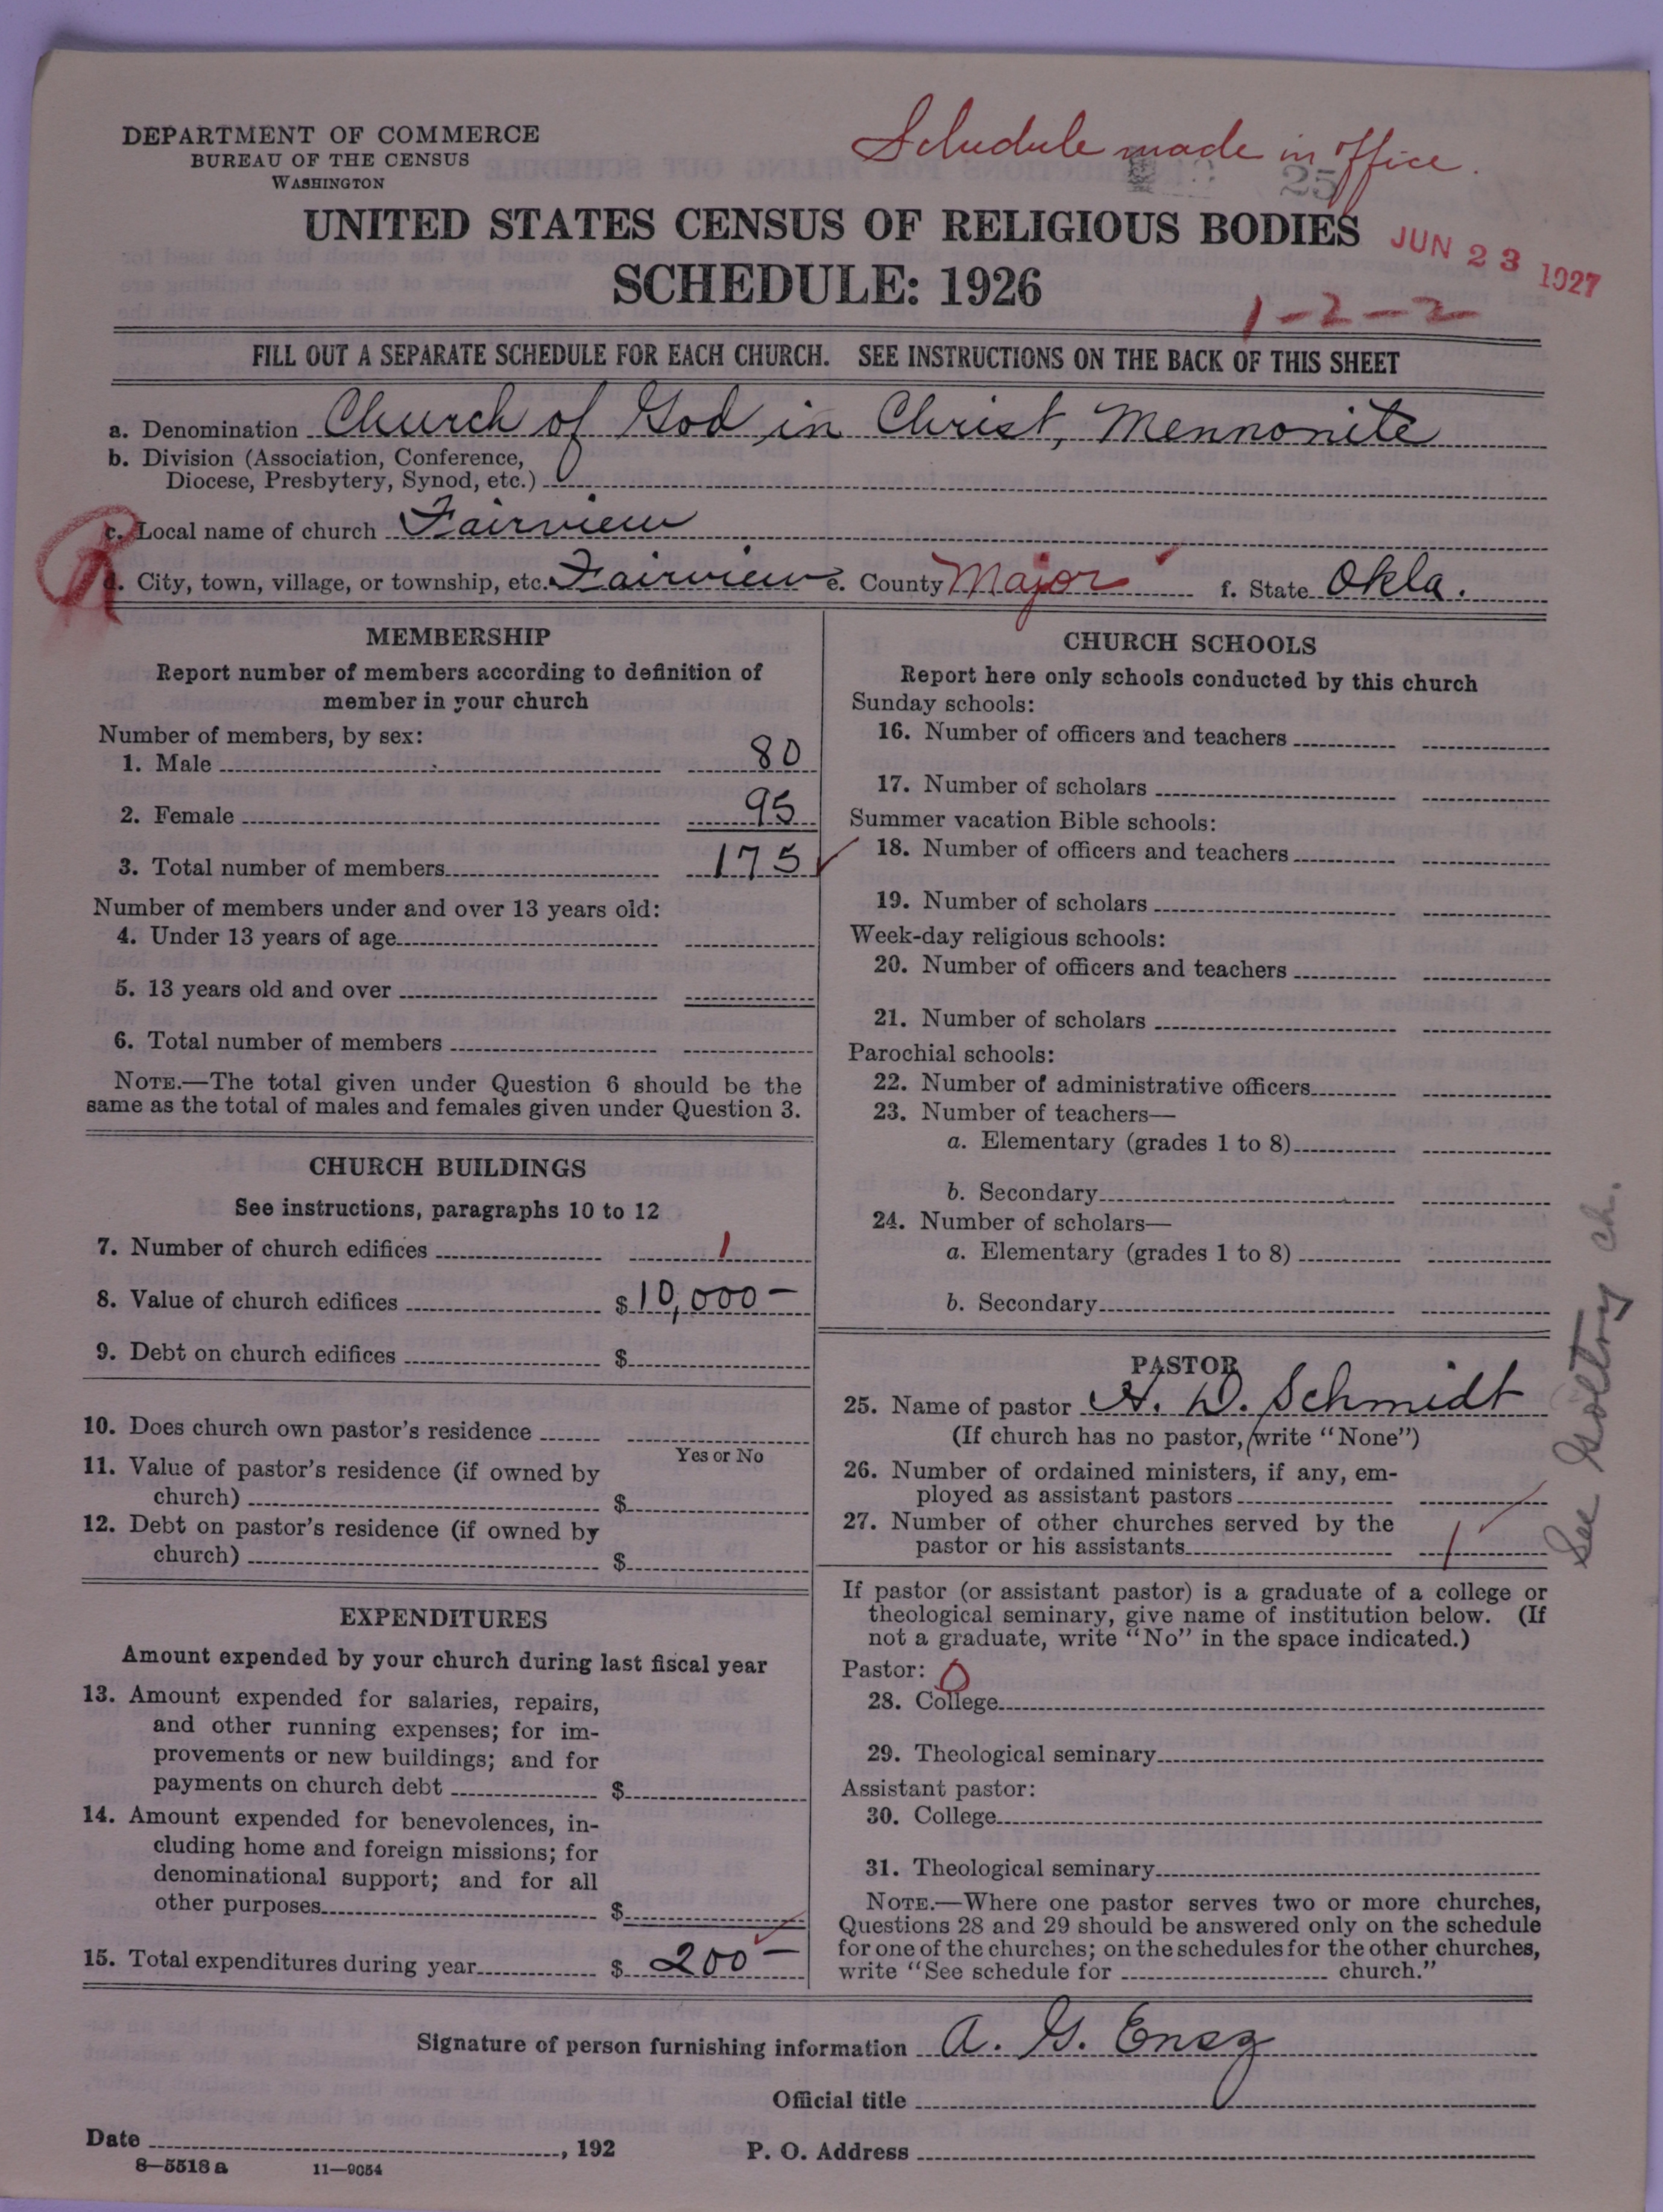 Schedule made in office.
DEPARTMENT OF COMMERCE
BUREAU OF THE CENSUS
WASHINGTON
25
UNITED STATES CENSUS OF RELIGIOUS BODIES
JUN 23 1927
SCHEDULE: 1926
1-2-2
FILL OUT A SEPARATE SCHEDULE FOR EACH CHURCH. SEE INSTRUCTIONS ON THE BACK OF THIS SHEET
a. Denomination Church of God in Christ, Mennonite
b. Division (Association, Conference,
Diocese, Presbytery, Synod, etc.)
c. Local name of church Fairview
d. City, town, village, or township, etc. Fairview e. County Major f. State Okla.
MEMBERSHIP
Report number of members according to definition of
member in your church
Number of members, by sex:
1. Male 80
2. Female 95
3. Total number of members 175
Number of members under and over 13 years old:
4. Under 13 years of age
5. 13 years old and over
6. Total number of members
NOTE.—The total given under Question 6 should be the
same as the total of males and females given under Question 3.
CHURCH BUILDINGS
See instructions, paragraphs 10 to 12
7. Number of church edifices 1
8. Value of church edifices $10,000-
9. Debt on church edifices $
10. Does church own pastor's residence
Yes or No
11. Value of pastor's residence (if owned by
church) $
12. Debt on pastor's residence (if owned by
church) $
EXPENDITURES
Amount expended by your church during last fiscal year
13. Amount expended for salaries, repairs,
and other running expenses; for im-
provements or new buildings; and for
payments on church debt $
14. Amount expended for benevolences, in-
cluding home and foreign missions; for
denominational support; and for all
other purposes $
15. Total expenditures during year $ 200-
CHURCH SCHOOLS
Report here only schools conducted by this church
Sunday schools:
16. Number of officers and teachers
17. Number of scholars
Summer vacation Bible schools:
18. Number of officers and teachers
19. Number of scholars
Week-day religious schools:
20. Number of officers and teachers
21. Number of scholars
Parochial schools:
22. Number of administrative officers
23. Number of teachers—
a. Elementary (grades 1 to 8)
b. Secondary
24. Number of scholars—
a. Elementary (grades 1 to 8)
b. Secondary
PASTOR
25. Name of pastor H. D. Schmidt
(If church has no pastor, write "None")
26. Number of ordained ministers, if any, em-
ployed as assistant pastors
27. Number of other churches served by the
pastor or his assistants 1
See Goltry ch.
If pastor (or assistant pastor) is a graduate of a college or
theological seminary, give name of institution below. (If
not a graduate, write "No" in the space indicated.)
Pastor: 0
28. College
29. Theological seminary
Assistant pastor:
30. College
31. Theological seminary
NOTE.—Where one pastor serves two or more churches,
Questions 28 and 29 should be answered only on the schedule
for one of the churches; on the schedules for the other churches,
write "See schedule for church."
Signature of person furnishing information A. G. Ensz
Official title
Date , 192
P. O. Address
8—5518 a 11—9054